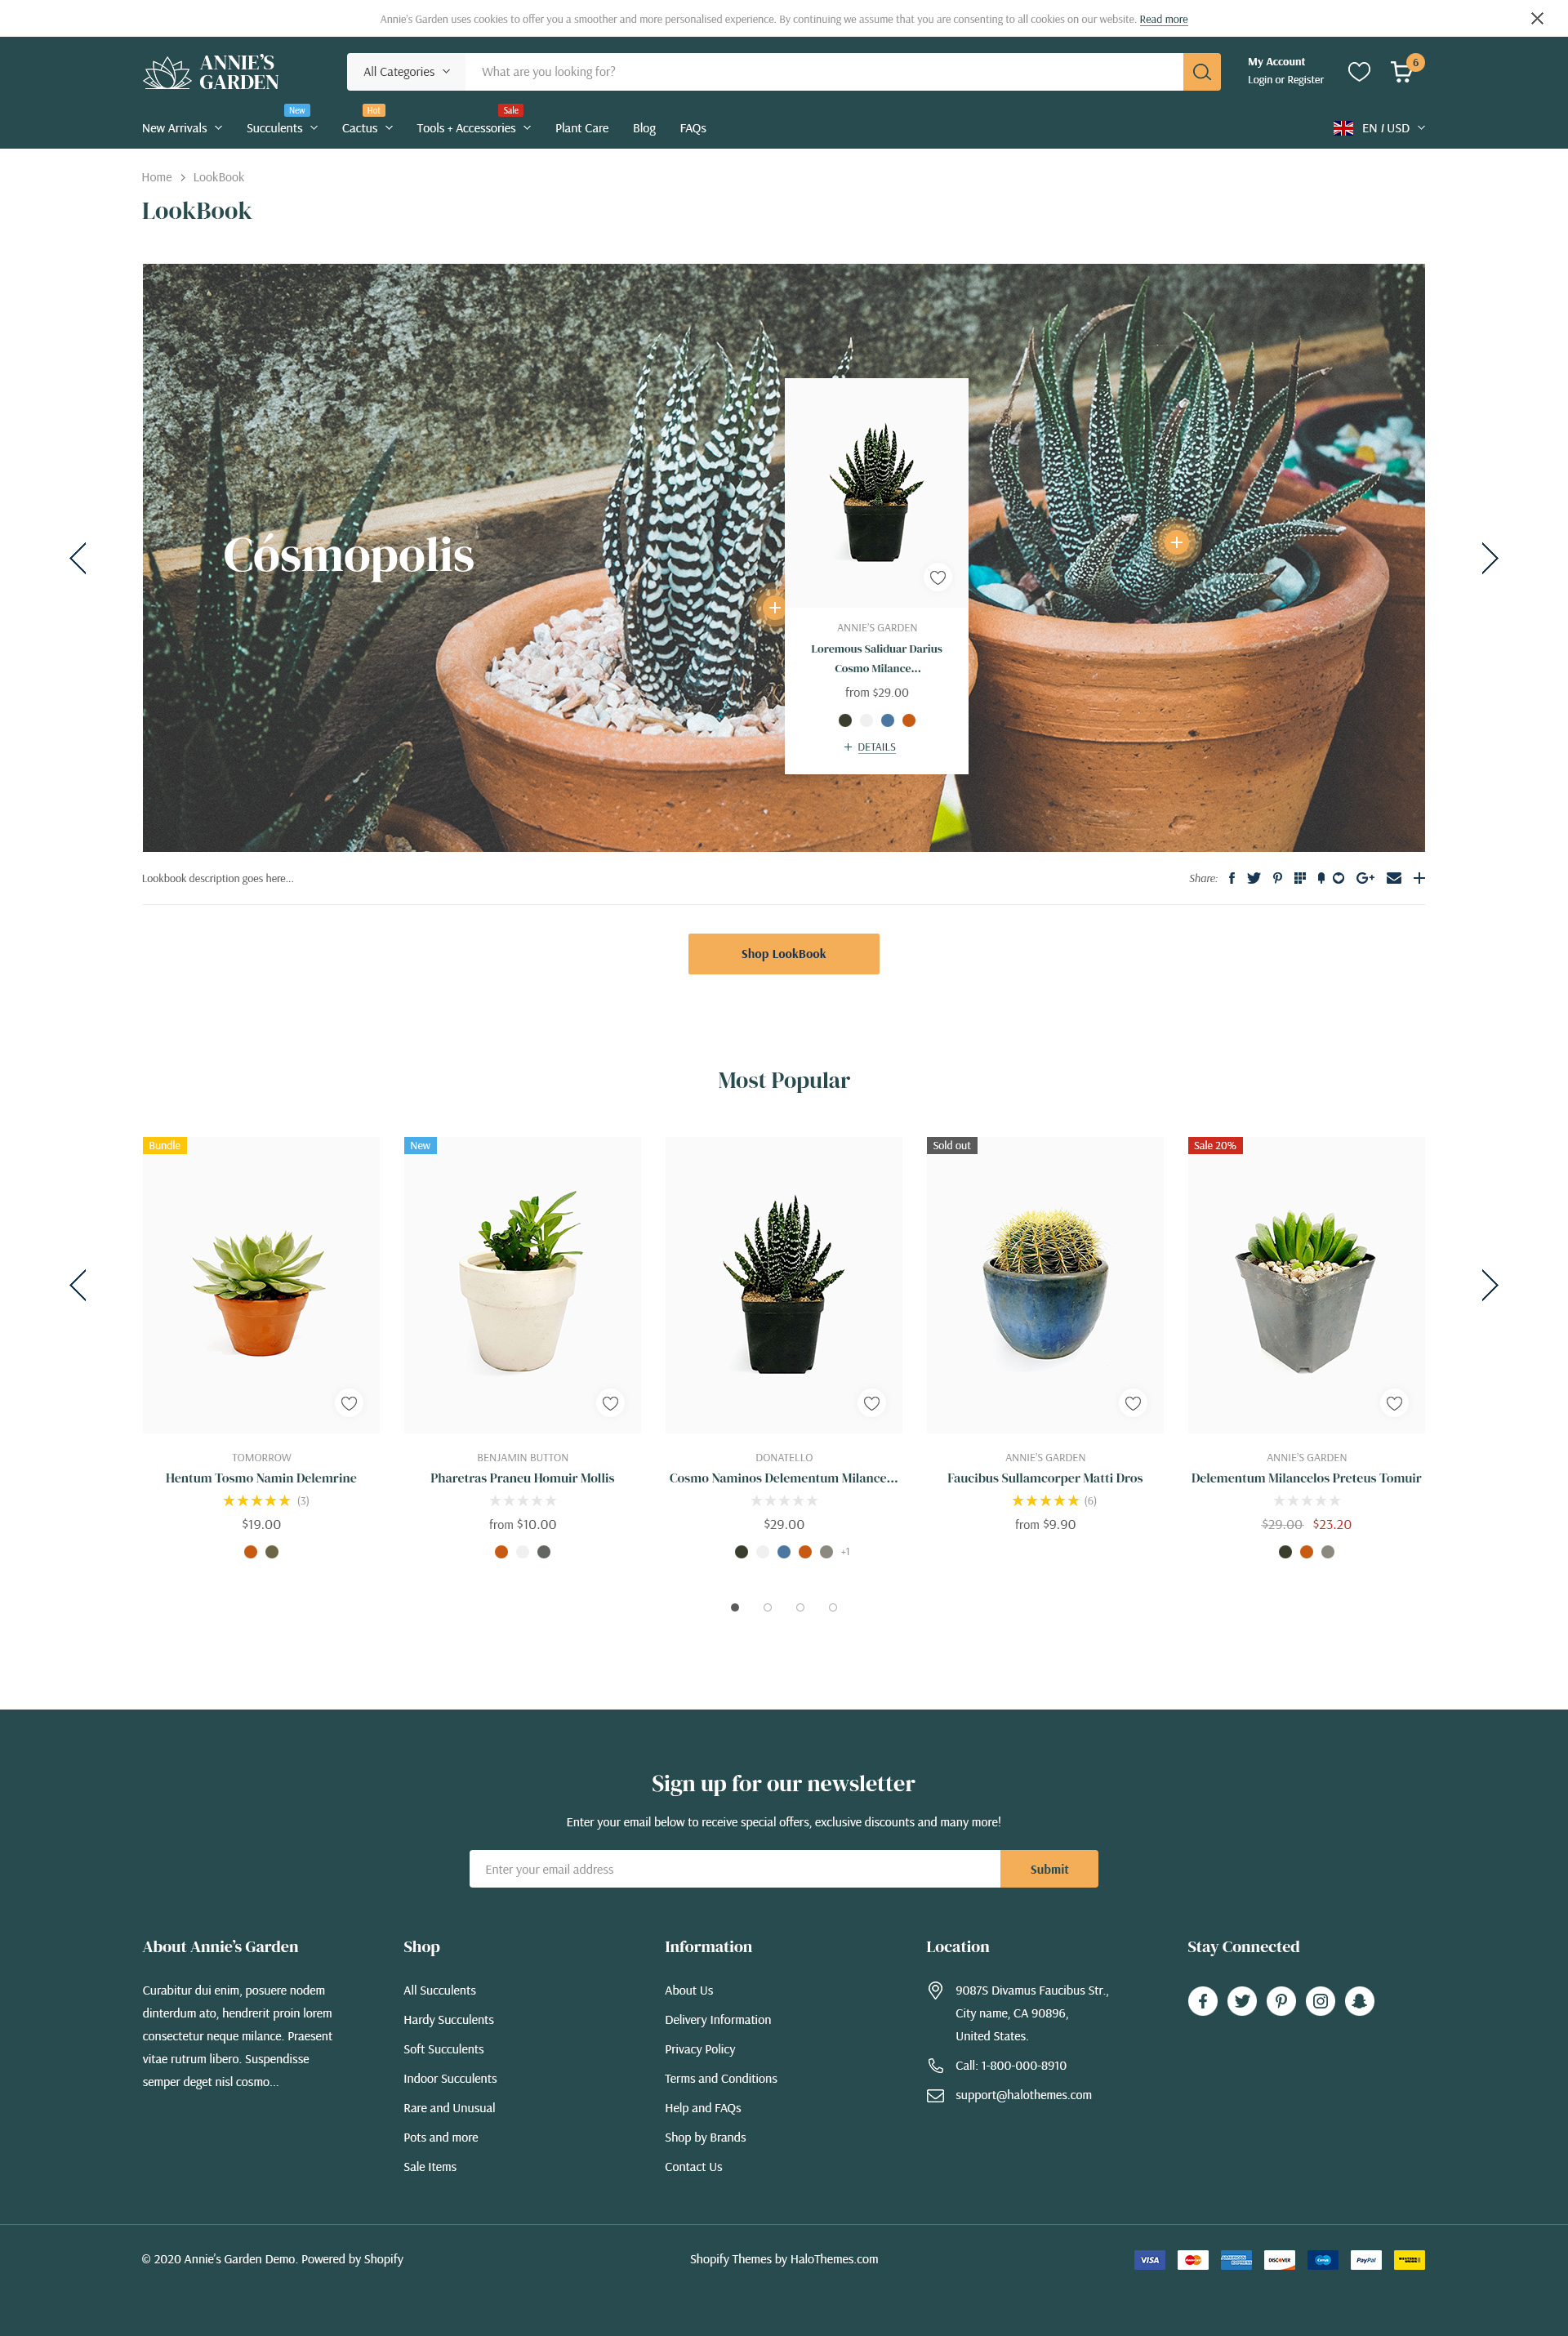 Annie's Garden uses cookies to offer you a smoother and more personalised experience. By continuing we assume that you are consenting to all cookies on our website. Read more
ANNIE'S
GARDEN
All Categories
What are you looking for?
My Account
Login or Register
6
New
Hot
Sale
New Arrivals
Succulents
Cactus
Tools + Accessories
Plant Care
Blog
FAQs
EN / USD
Home
LookBook
LookBook
Cósmopolis
ANNIE'S GARDEN
Loremous Saliduar Darius
Cosmo Milance...
from $29.00
DETAILS
Lookbook description goes here...
Share:
Shop LookBook
Most Popular
Bundle
TOMORROW
Hentum Tosmo Namin Delemrine
(3)
$19.00
New
BENJAMIN BUTTON
Pharetras Praneu Homuir Mollis
from $10.00
DONATELLO
Cosmo Naminos Delementum Milance...
$29.00
+1
Sold out
ANNIE'S GARDEN
Faucibus Sullamcorper Matti Dros
(6)
from $9.90
Sale 20%
ANNIE'S GARDEN
Delementum Milancelos Preteus Tomuir
$29.00 $23.20
Sign up for our newsletter
Enter your email below to receive special offers, exclusive discounts and many more!
Enter your email address
Submit
About Annie's Garden
Curabitur dui enim, posuere nodem
dinterdum ato, hendrerit proin lorem
consectetur neque milance. Praesent
vitae rutrum libero. Suspendisse
semper deget nisl cosmo...
Shop
All Succulents
Hardy Succulents
Soft Succulents
Indoor Succulents
Rare and Unusual
Pots and more
Sale Items
Information
About Us
Delivery Information
Privacy Policy
Terms and Conditions
Help and FAQs
Shop by Brands
Contact Us
Location
9087S Divamus Faucibus Str.,
City name, CA 90896,
United States.
Call: 1-800-000-8910
support@halothemes.com
Stay Connected
© 2020 Annie's Garden Demo. Powered by Shopify
Shopify Themes by HaloThemes.com
VISA
DISCOVER
PayPal